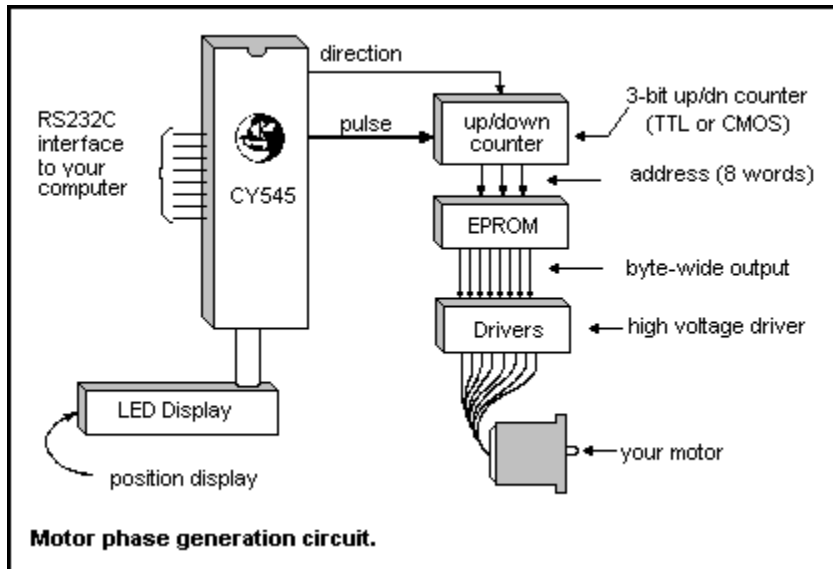 direction
RS232C
interface
to your
computer
pulse
up/down
counter
3-bit up/dn counter
(TTL or CMOS)
CY545
address (8 words)
EPROM
byte-wide output
Drivers
high voltage driver
LED Display
your motor
position display
Motor phase generation circuit.